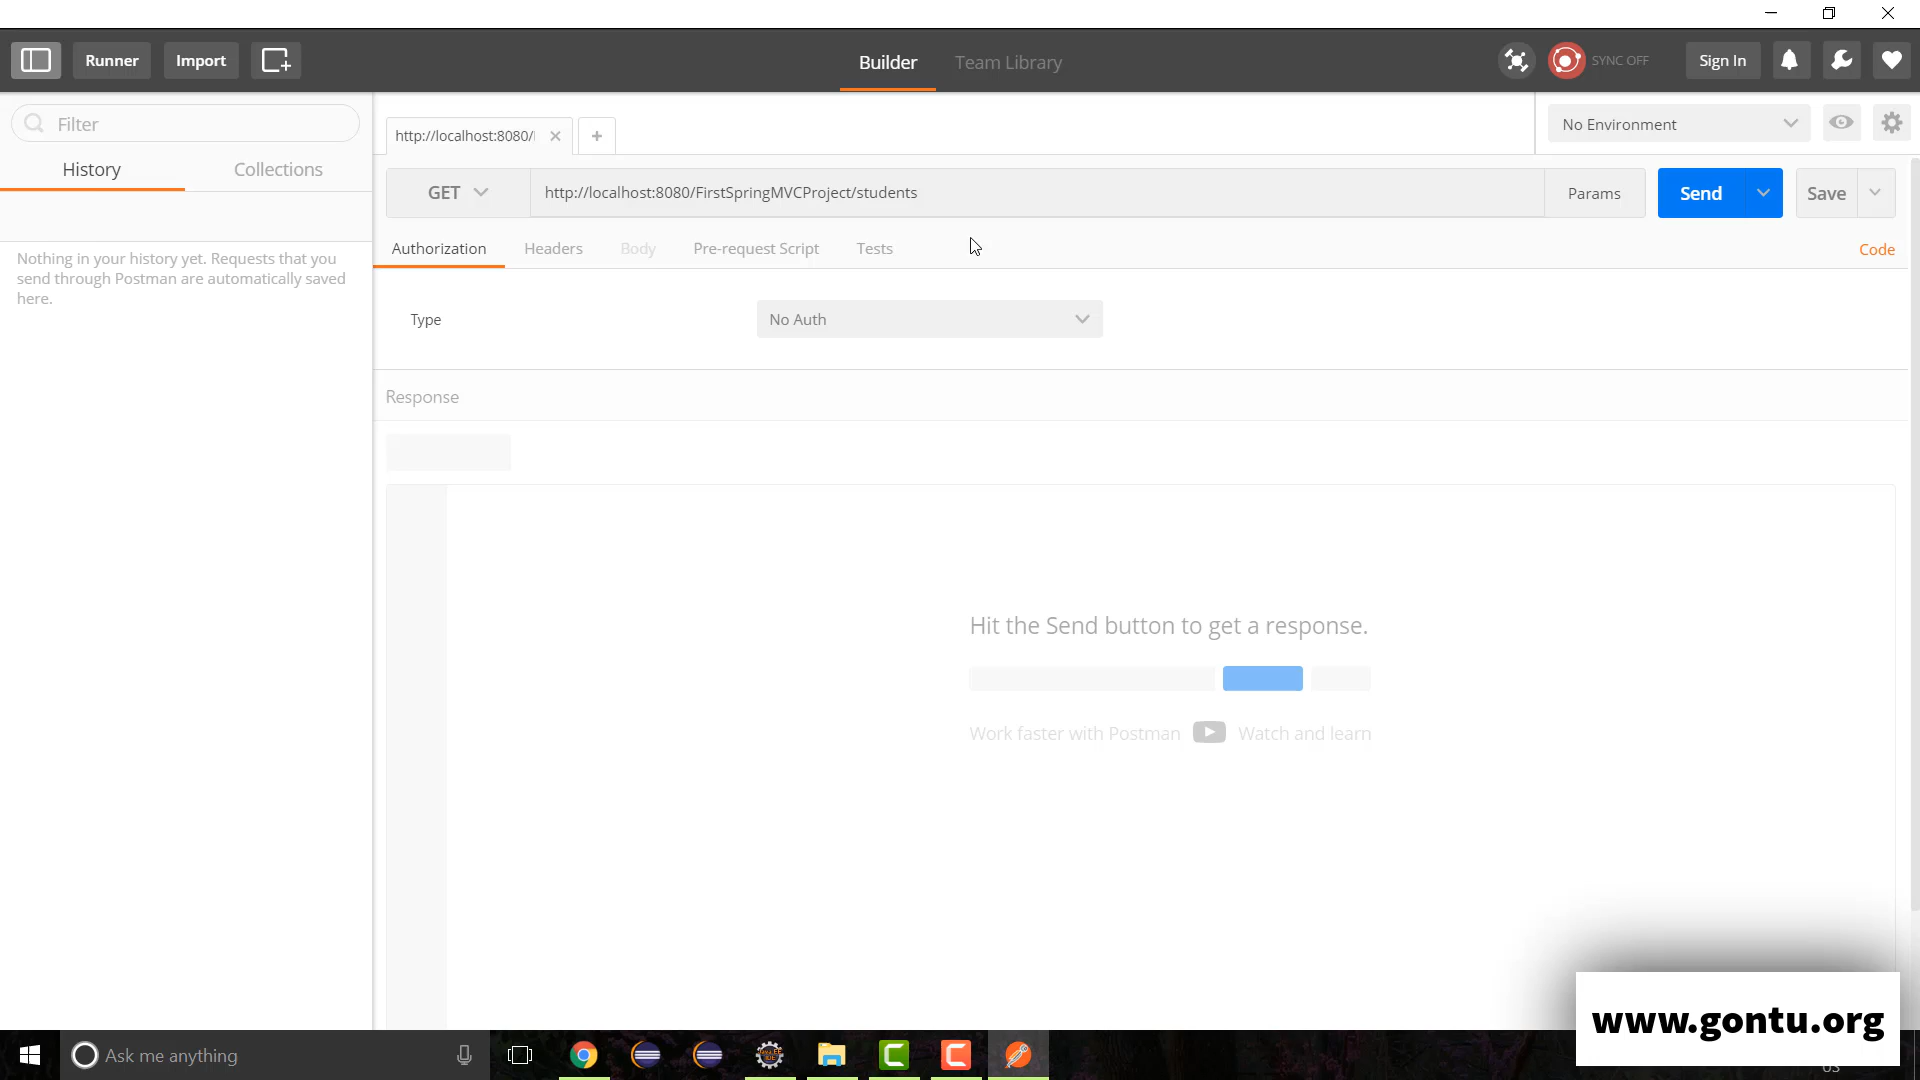 Runner
Import
Builder
Team Library
SYNC OFF
Sign In
Filter
History
Collections
Nothing in your history yet. Requests that you
send through Postman are automatically saved
here.
http://localhost:8080/
No Environment
GET
http://localhost:8080/FirstSpringMVCProject/students
Params
Send
Save
Authorization
Headers
Body
Pre-request Script
Tests
Code
Type
No Auth
Response
Hit the Send button to get a response.
Work faster with Postman
Watch and learn
www.gontu.org
Ask me anything